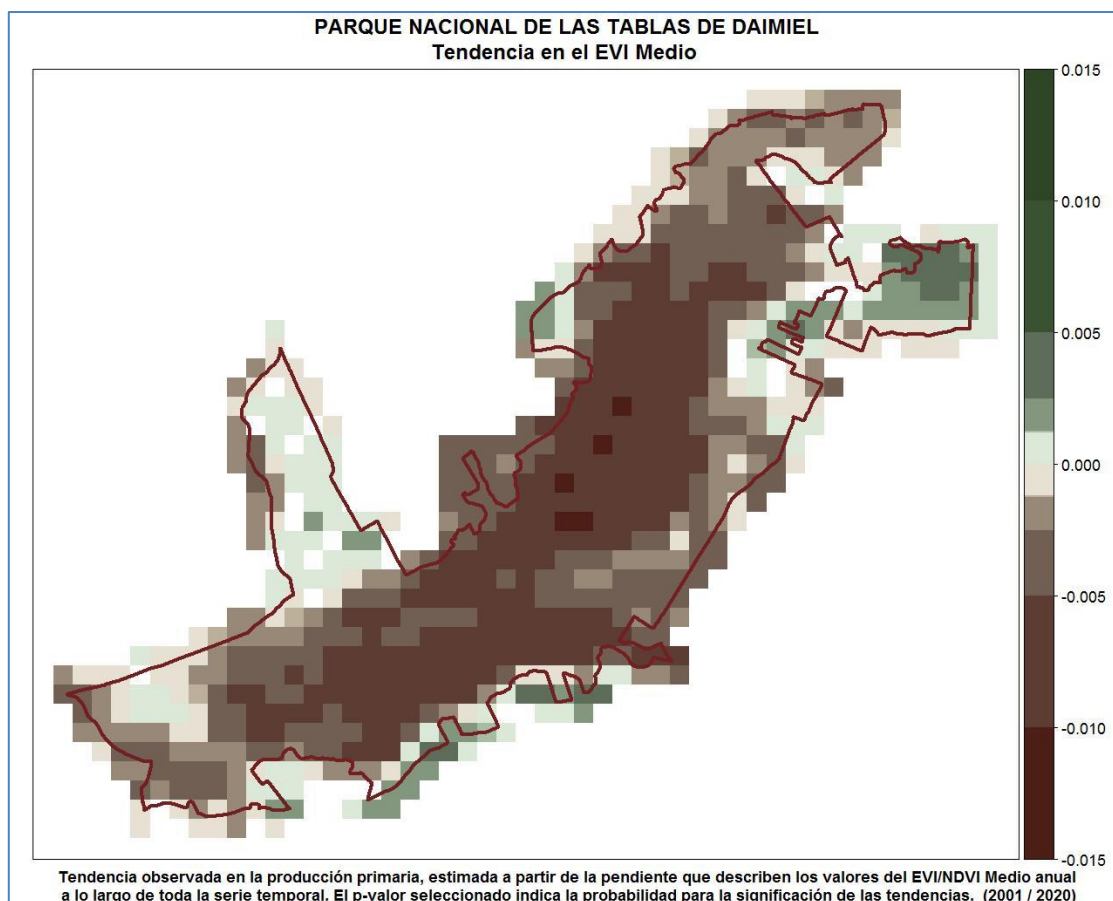 PARQUE NACIONAL DE LAS TABLAS DE DAIMIEL
Tendencia en el EVI Medio
0.015
0.010
0.005
0.000
-0.005
-0.010
-0.015
Tendencia observada en la producción primaria, estimada a partir de la pendiente que describen los valores del EVI/NDVI Medio anual
a lo largo de toda la serie temporal. El p-valor seleccionado indica la probabilidad para la significación de las tendencias. (2001 / 2020)